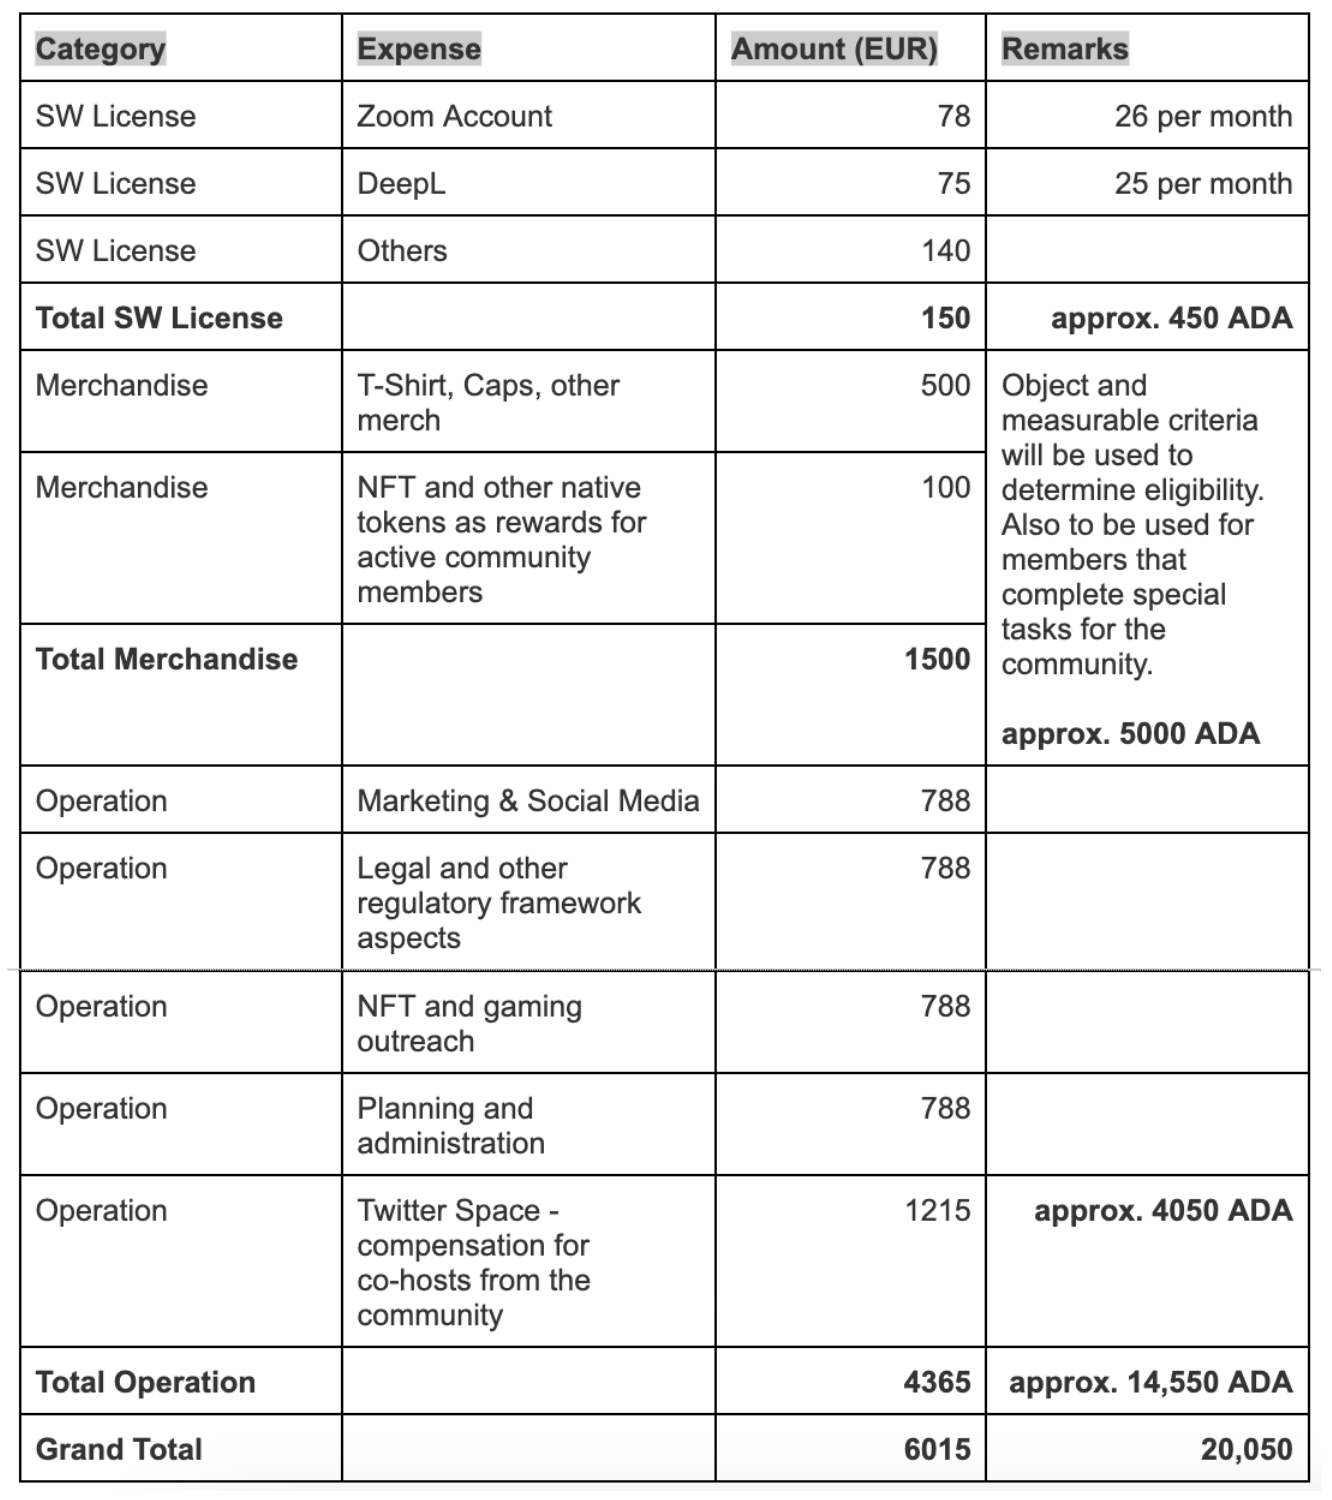 Category Expense Amount (EUR) Remarks
SW License Zoom Account 78 26 per month
SW License DeepL 75 25 per month
SW License Others 140
Total SW License 150 approx. 450 ADA
Merchandise T-Shirt, Caps, other 500
merch
Merchandise NFT and other native 100
tokens as rewards for
active community
members
Total Merchandise 1500
Object and
measurable criteria
will be used to
determine eligibility.
Also to be used for
members that
complete special
tasks for the
community.
approx. 5000 ADA
Operation Marketing & Social Media 788
Operation Legal and other 788
regulatory framework
aspects
Operation NFT and gaming 788
outreach
Operation Planning and 788
administration
Operation Twitter Space - 1215 approx. 4050 ADA
compensation for
co-hosts from the
community
Total Operation 4365 approx. 14,550 ADA
Grand Total 6015 20,050